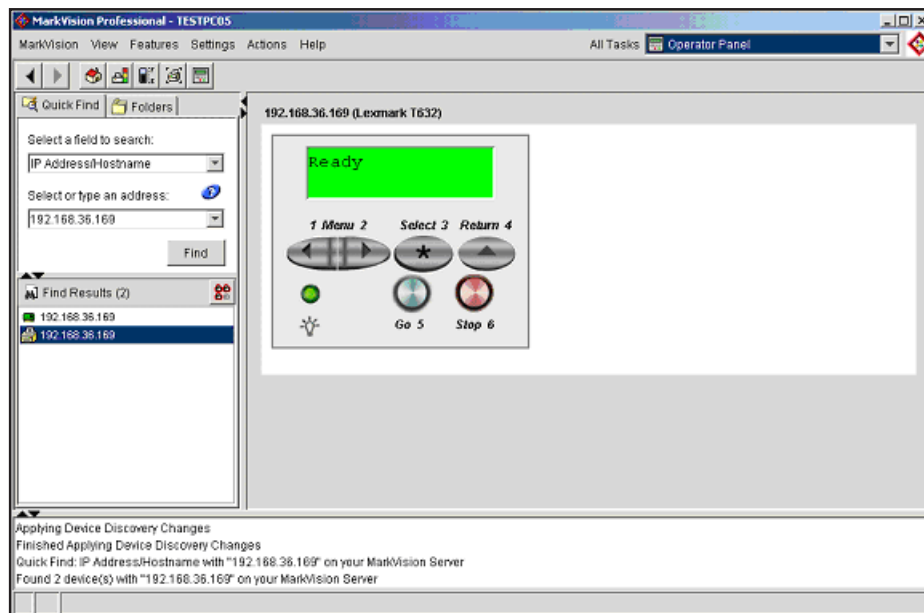 MarkVision Professional - TESTPC05
MarkVision View Features Settings Actions Help All Tasks Operator Panel
Quick Find Folders
192.168.36.169 (Lexmark T632)
Select a field to search:
IP Address/Hostname
Select or type an address:
192.168.36.169
Find
Ready
1 Menu 2 Select 3 Return 4
Go 5 Stop 6
Find Results (2)
192.168.36.169
192.168.36.169
Applying Device Discovery Changes
Finished Applying Device Discovery Changes
Quick Find: IP Address/Hostname with "192.168.36.169" on your MarkVision Server
Found 2 device(s) with "192.168.36.169" on your MarkVision Server